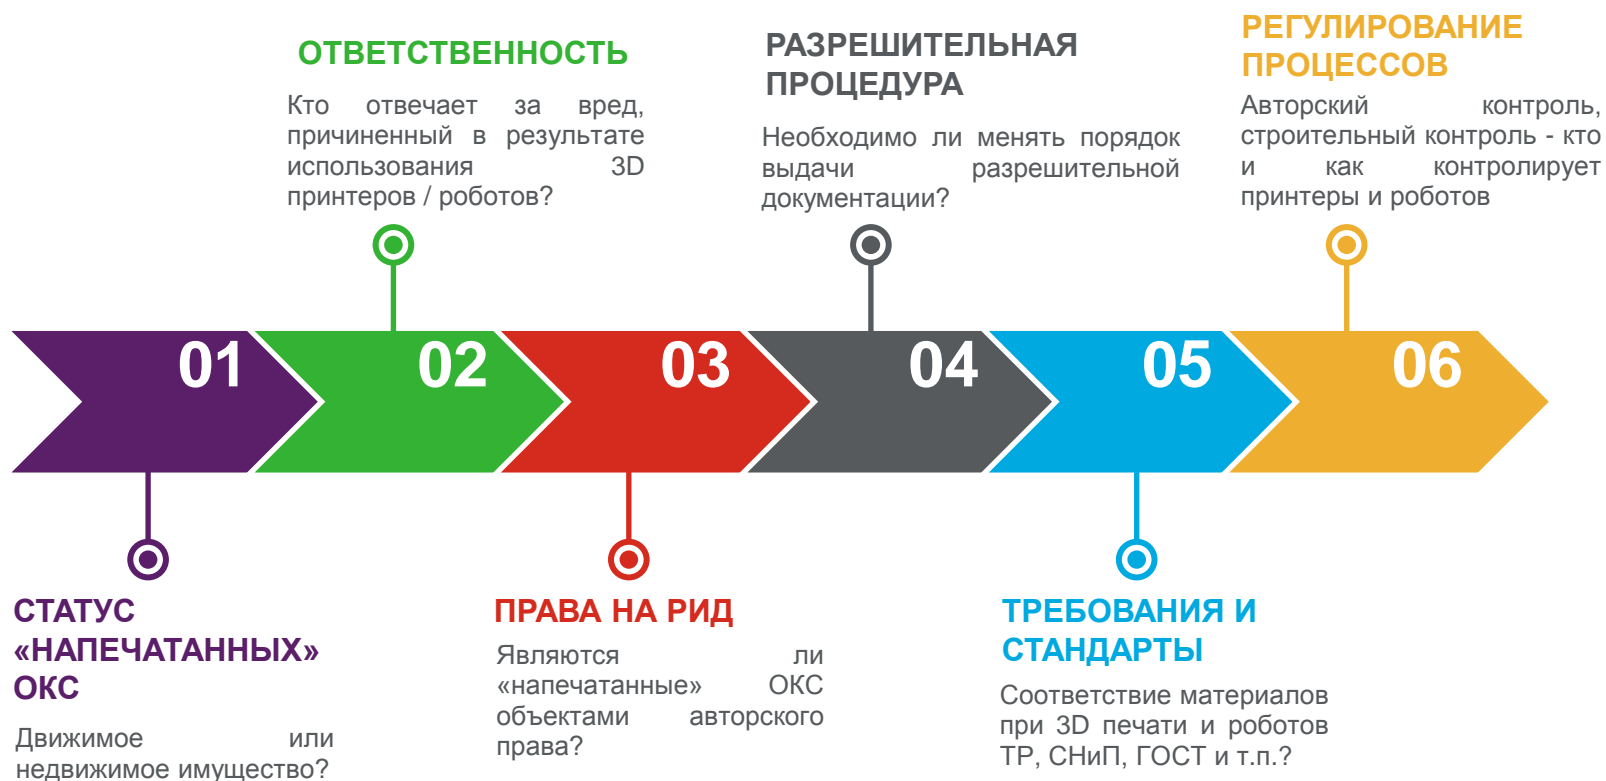 ОТВЕТСТВЕННОСТЬ
Кто отвечает за вред,
причиненный в результате
использования 3D
принтеров / роботов?
РАЗРЕШИТЕЛЬНАЯ
ПРОЦЕДУРА
Необходимо ли менять порядок
выдачи разрешительной
документации?
РЕГУЛИРОВАНИЕ
ПРОЦЕССОВ
Авторский контроль,
строительный контроль - кто
и как контролирует
принтеры и роботов
01
02
03
04
05
06
СТАТУС
«НАПЕЧАТАННЫХ»
ОКС
Движимое или
недвижимое имущество?
ПРАВА НА РИД
Являются ли
«напечатанные» ОКС
объектами авторского
права?
ТРЕБОВАНИЯ И
СТАНДАРТЫ
Соответствие материалов
при 3D печати и роботов
ТР, СНиП, ГОСТ и т.п.?